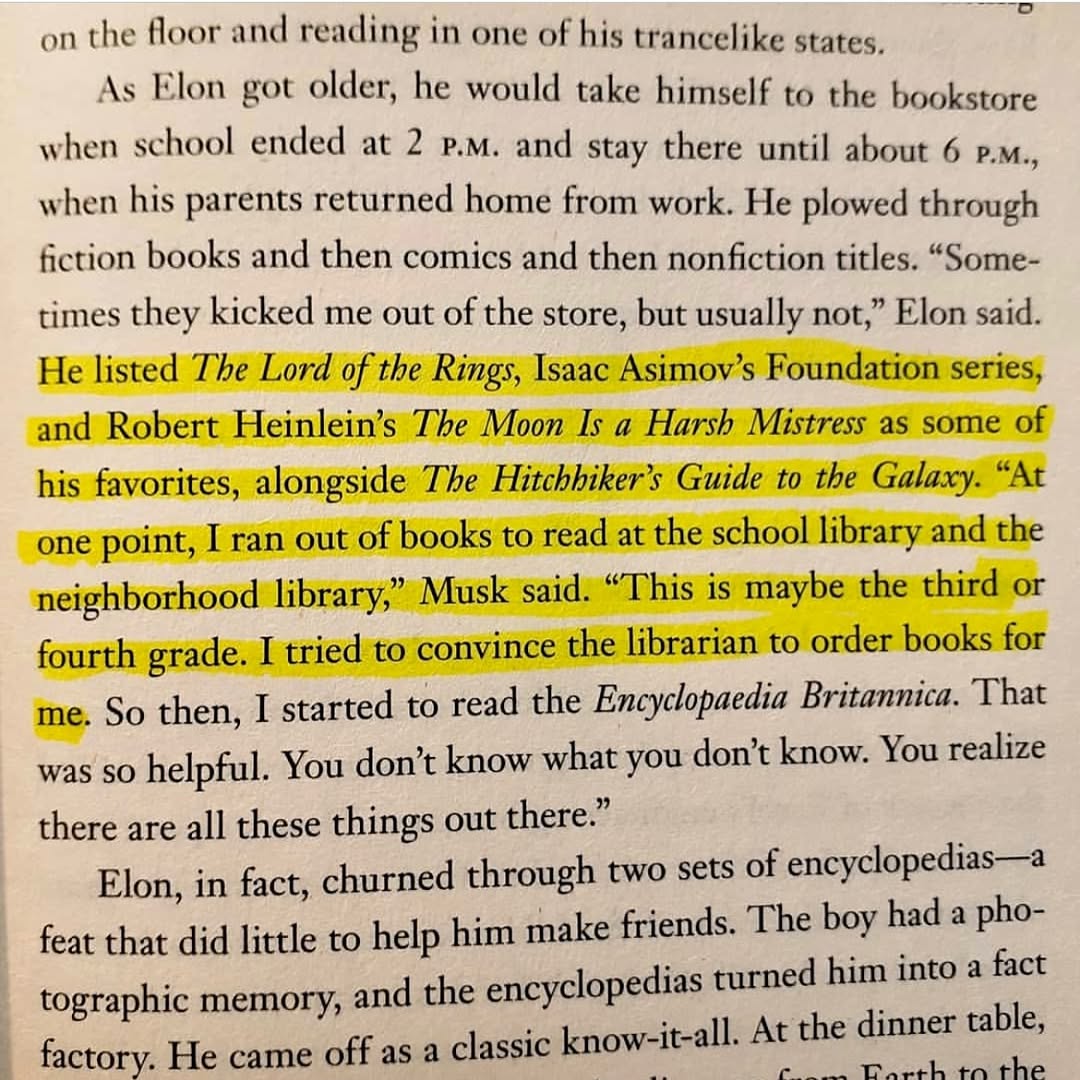 on the floor and reading in one of his trancelike states.
As Elon got older, he would take himself to the bookstore
when school ended at 2 P.M. and stay there until about 6 P.M.,
when his parents returned home from work. He plowed through
fiction books and then comics and then nonfiction titles. “Some-
times they kicked me out of the store, but usually not,” Elon said.
He listed The Lord of the Rings, Isaac Asimov’s Foundation series,
and Robert Heinlein’s The Moon Is a Harsh Mistress as some of
his favorites, alongside The Hitchhiker’s Guide to the Galaxy. “At
one point, I ran out of books to read at the school library and the
neighborhood library,” Musk said. “This is maybe the third or
fourth grade. I tried to convince the librarian to order books for
me. So then, I started to read the Encyclopaedia Britannica. That
was so helpful. You don’t know what you don’t know. You realize
there are all these things out there.”
Elon, in fact, churned through two sets of encyclopedias—a
feat that did little to help him make friends. The boy had a pho-
tographic memory, and the encyclopedias turned him into a fact
factory. He came off as a classic know-it-all. At the dinner table,
from Earth to the